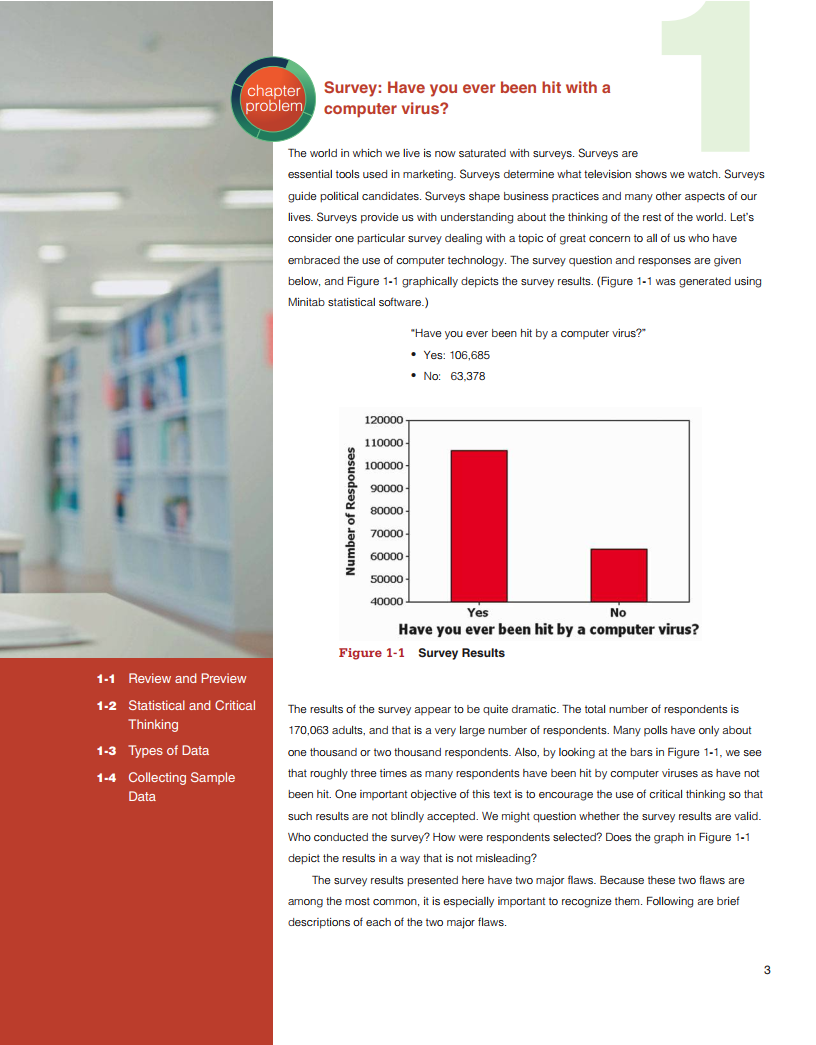 1
chapter
problem
Survey: Have you ever been hit with a
computer virus?
The world in which we live is now saturated with surveys. Surveys are
essential tools used in marketing. Surveys determine what television shows we watch. Surveys
guide political candidates. Surveys shape business practices and many other aspects of our
lives. Surveys provide us with understanding about the thinking of the rest of the world. Let's
consider one particular survey dealing with a topic of great concern to all of us who have
embraced the use of computer technology. The survey question and responses are given
below, and Figure 1-1 graphically depicts the survey results. (Figure 1-1 was generated using
Minitab statistical software.)
"Have you ever been hit by a computer virus?"
• Yes: 106,685
• No: 63,378
120000
110000
100000
90000
80000
70000
60000
50000
40000
Number of Responses
Yes No
Have you ever been hit by a computer virus?
Figure 1-1 Survey Results
1-1 Review and Preview
1-2 Statistical and Critical
Thinking
1-3 Types of Data
1-4 Collecting Sample
Data
The results of the survey appear to be quite dramatic. The total number of respondents is
170,063 adults, and that is a very large number of respondents. Many polls have only about
one thousand or two thousand respondents. Also, by looking at the bars in Figure 1-1, we see
that roughly three times as many respondents have been hit by computer viruses as have not
been hit. One important objective of this text is to encourage the use of critical thinking so that
such results are not blindly accepted. We might question whether the survey results are valid.
Who conducted the survey? How were respondents selected? Does the graph in Figure 1-1
depict the results in a way that is not misleading?
The survey results presented here have two major flaws. Because these two flaws are
among the most common, it is especially important to recognize them. Following are brief
descriptions of each of the two major flaws.
3